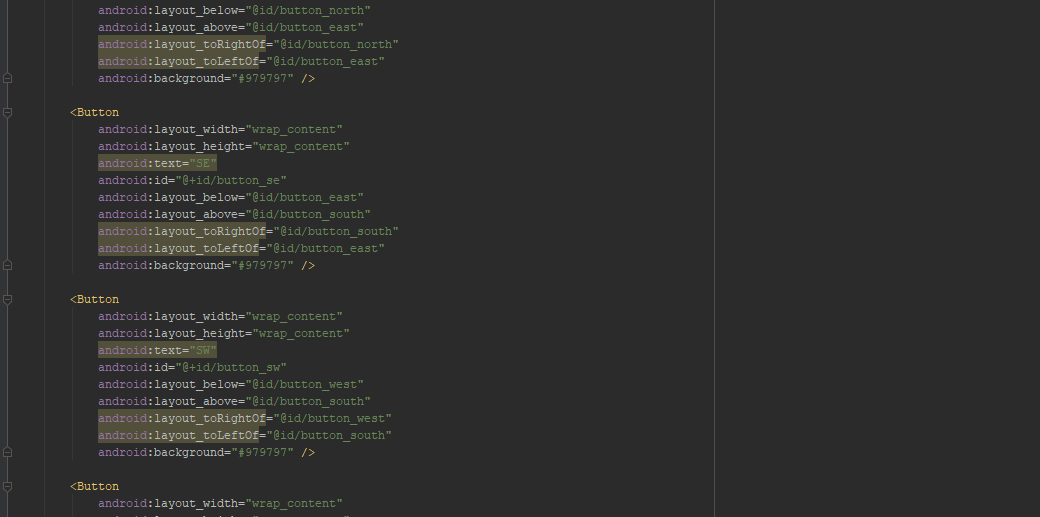 android:layout_below="@id/button_north"
android:layout_above="@id/button_east"
android:layout_toRightOf="@id/button_north"
android:layout_toLeftOf="@id/button_east"
android:background="#979797" />
<Button
android:layout_width="wrap_content"
android:layout_height="wrap_content"
android:text="SE"
android:id="@+id/button_se"
android:layout_below="@id/button_east"
android:layout_above="@id/button_south"
android:layout_toRightOf="@id/button_south"
android:layout_toLeftOf="@id/button_east"
android:background="#979797" />
<Button
android:layout_width="wrap_content"
android:layout_height="wrap_content"
android:text="SW"
android:id="@+id/button_sw"
android:layout_below="@id/button_west"
android:layout_above="@id/button_south"
android:layout_toRightOf="@id/button_west"
android:layout_toLeftOf="@id/button_south"
android:background="#979797" />
<Button
android:layout_width="wrap_content"